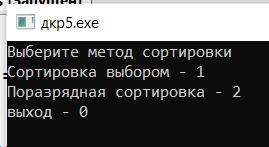 дкр5.exe
Выберите метод сортировки
Сортировка выбором - 1
Поразрядная сортировка - 2
выход - 0